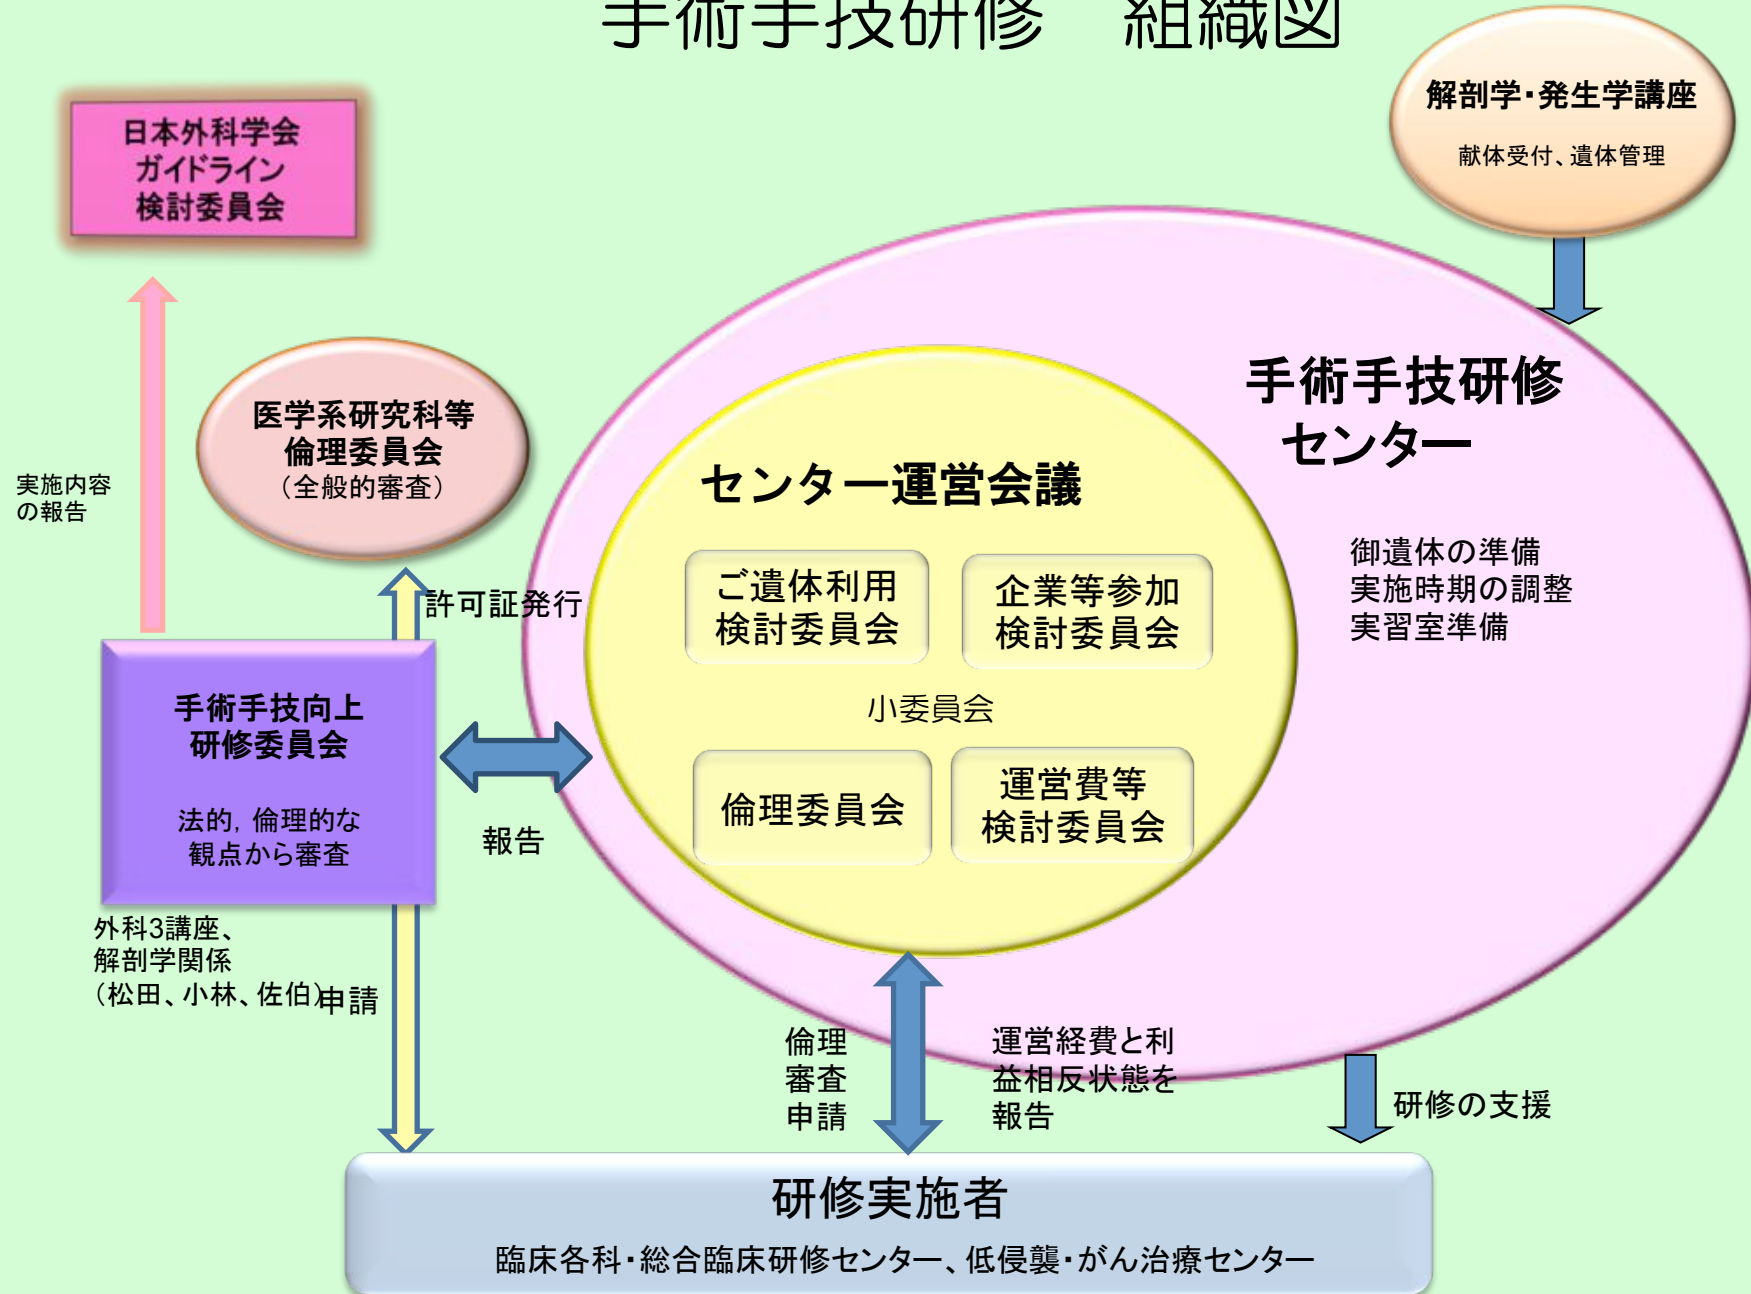 手術手技研修　組織図
解剖学・発生学講座
献体受付、遺体管理
日本外科学会
ガイドライン
検討委員会
手術手技研修
センター
医学系研究科等
倫理委員会
（全般的審査）
センター運営会議
実施内容
の報告
御遺体の準備
実施時期の調整
実習室準備
ご遺体利用
検討委員会
企業等参加
検討委員会
許可証発行
小委員会
手術手技向上
研修委員会
法的，倫理的な
観点から審査
報告
倫理委員会
運営費等
検討委員会
外科3講座、
解剖学関係
（松田、小林、佐伯）
申請
倫理
審査
申請
運営経費と利
益相反状態を
報告
研修の支援
研修実施者
臨床各科・総合臨床研修センター、低侵襲・がん治療センター